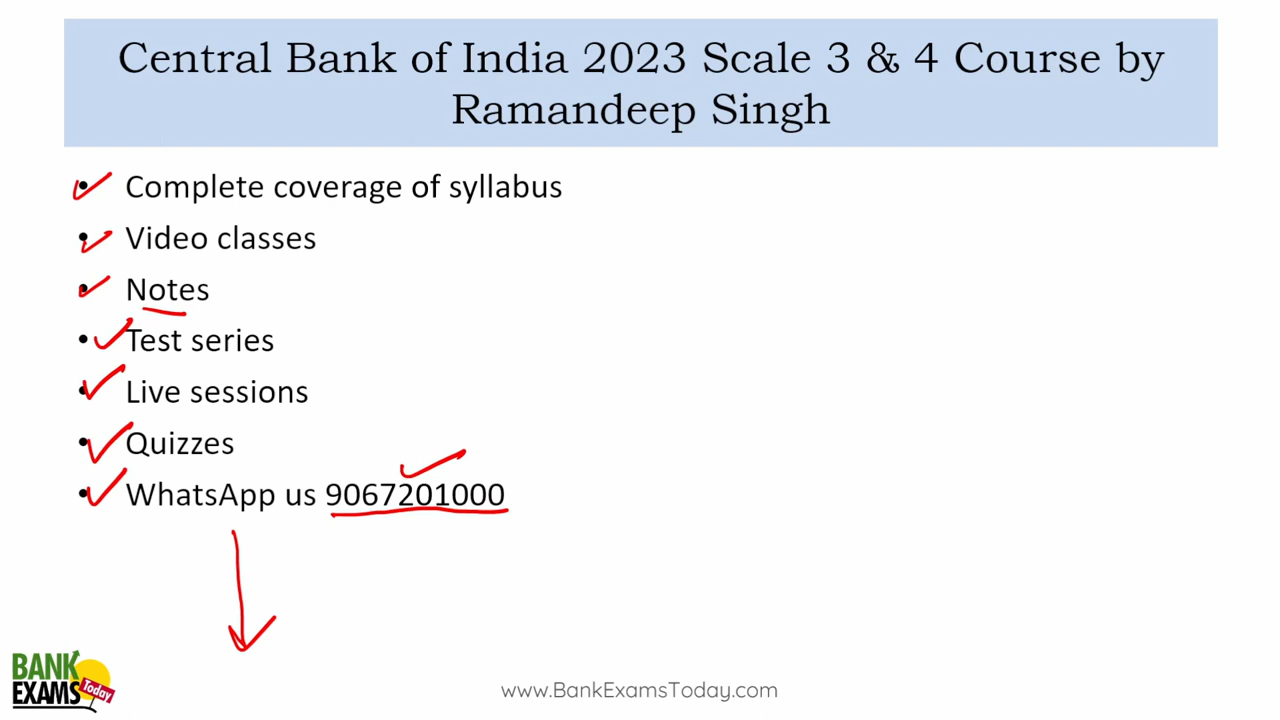 Central Bank of India 2023 Scale 3 & 4 Course by
Ramandeep Singh
• Complete coverage of syllabus
• Video classes
• Notes
• Test series
• Live sessions
• Quizzes
• WhatsApp us 9067201000
BANK
EXAMS Today
www.BankExamsToday.com